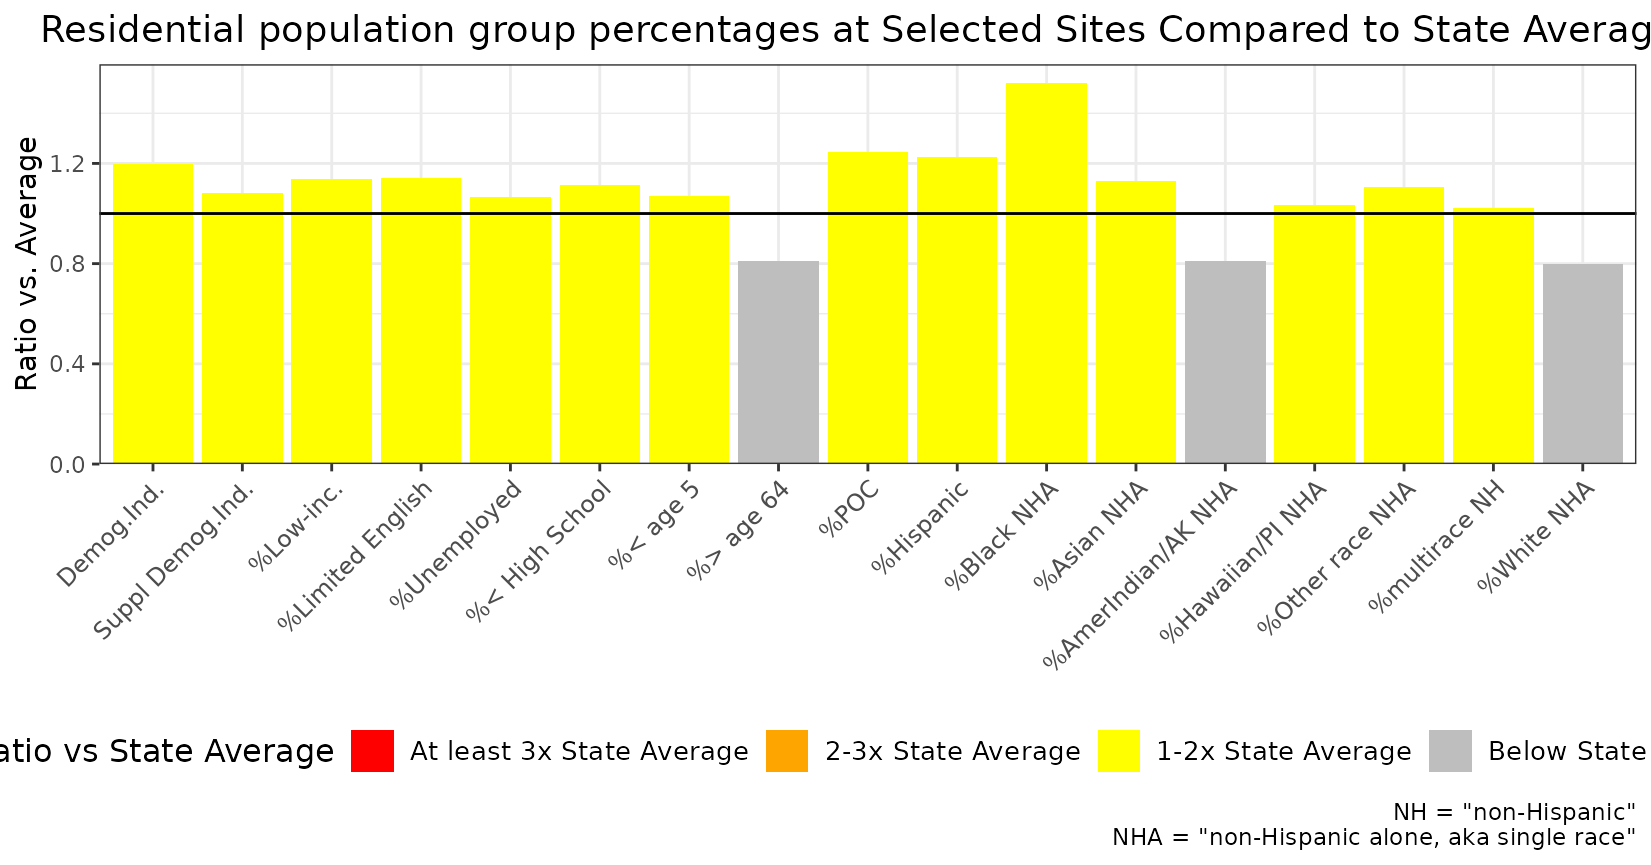 Residential population group percentages at Selected Sites Compared to State Averag
Ratio vs. Average
1.2
0.8
0.4
0.0
Demog.Ind.
Suppl Demog.Ind.
%Low-inc.
%Limited English
%Unemployed
%< High School
%< age 5
%> age 64
%POC
%Hispanic
%Black NHA
%Asian NHA
%AmerIndian/AK NHA
%Hawaiian/PI NHA
%Other race NHA
%multirace NH
%White NHA
atio vs State Average At least 3x State Average 2-3x State Average 1-2x State Average Below State
NH = "non-Hispanic"
NHA = "non-Hispanic alone, aka single race"